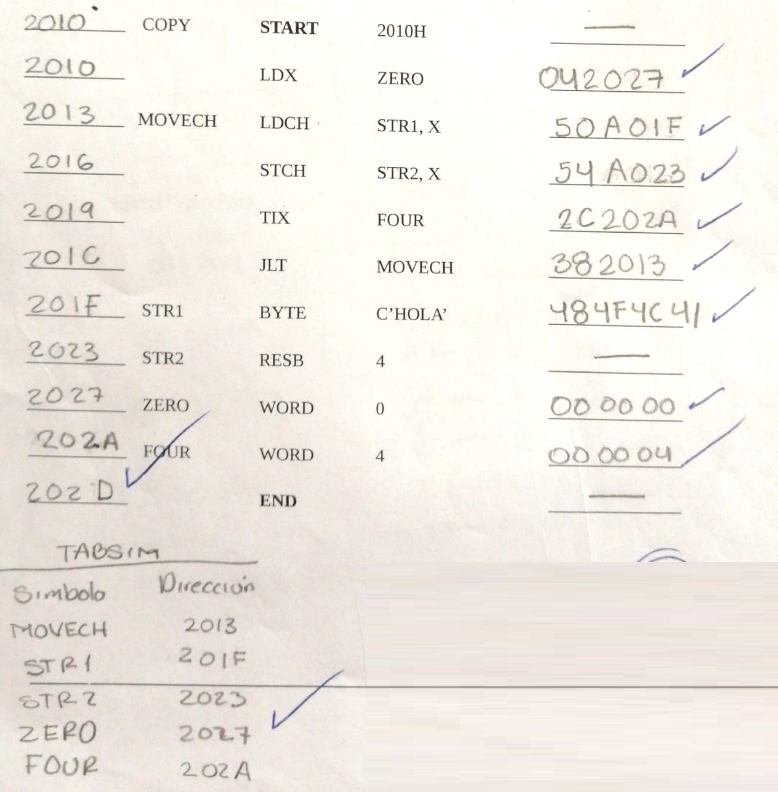 2010 COPY START 2010H —
2010 LDX ZERO 042027
2013 MOVECH LDCH STR1, X 50A01F
2016 STCH STR2, X 54A023
2019 TIX FOUR 2C202A
201C JLT MOVECH 382013
201F STR1 BYTE C’HOLA’ 484F4C41
2023 STR2 RESB 4 —
2027 ZERO WORD 0 000000
202A FOUR WORD 4 000004
202D END —
TABSIM
Simbolo Dirección
MOVECH 2013
STR1 201F
STR2 2023
ZERO 2027
FOUR 202A